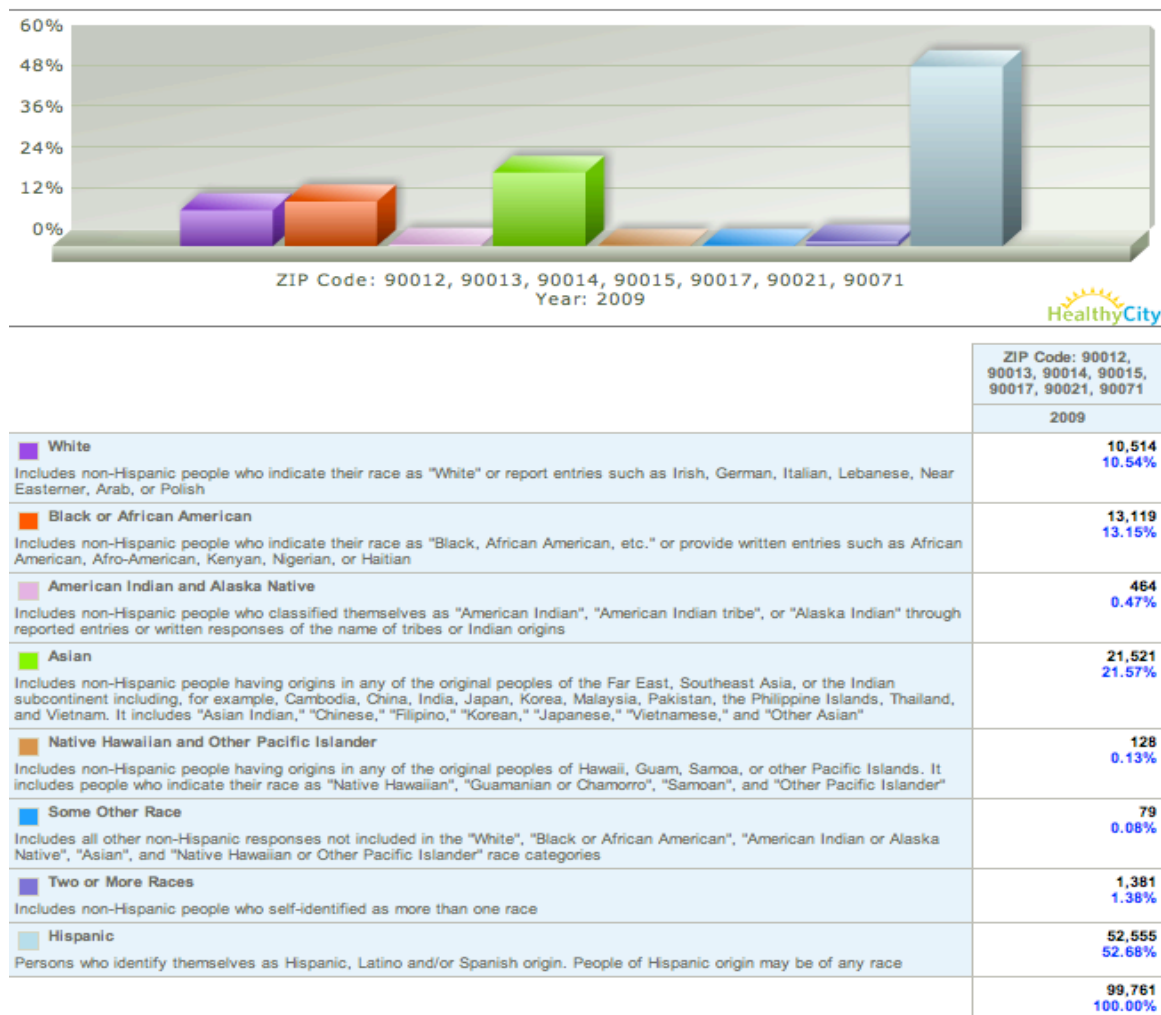 60%
48%
36%
24%
12%
0%
ZIP Code: 90012, 90013, 90014, 90015, 90017, 90021, 90071
Year: 2009
HealthyCity
ZIP Code: 90012,
90013, 90014, 90015,
90017, 90021, 90071
2009
White
10,514
10.54%
Includes non-Hispanic people who indicate their race as "White" or report entries such as Irish, German, Italian, Lebanese, Near
Easterner, Arab, or Polish
Black or African American
13,119
13.15%
Includes non-Hispanic people who indicate their race as "Black, African American, etc." or provide written entries such as African
American, Afro-American, Kenyan, Nigerian, or Haitian
American Indian and Alaska Native
464
0.47%
Includes non-Hispanic people who classified themselves as "American Indian", "American Indian tribe", or "Alaska Indian" through
reported entries or written responses of the name of tribes or Indian origins
Asian
21,521
21.57%
Includes non-Hispanic people having origins in any of the original peoples of the Far East, Southeast Asia, or the Indian
subcontinent including, for example, Cambodia, China, India, Japan, Korea, Malaysia, Pakistan, the Philippine Islands, Thailand,
and Vietnam. It includes "Asian Indian," "Chinese," "Filipino," "Korean," "Japanese," "Vietnamese," and "Other Asian"
Native Hawaiian and Other Pacific Islander
128
0.13%
Includes non-Hispanic people having origins in any of the original peoples of Hawaii, Guam, Samoa, or other Pacific Islands. It
includes people who indicate their race as "Native Hawaiian", "Guamanian or Chamorro", "Samoan", and "Other Pacific Islander"
Some Other Race
79
0.08%
Includes all other non-Hispanic responses not included in the "White", "Black or African American", "American Indian or Alaska
Native", "Asian", and "Native Hawaiian or Other Pacific Islander" race categories
Two or More Races
1,381
1.38%
Includes non-Hispanic people who self-identified as more than one race
Hispanic
52,555
52.68%
Persons who identify themselves as Hispanic, Latino and/or Spanish origin. People of Hispanic origin may be of any race
99,761
100.00%